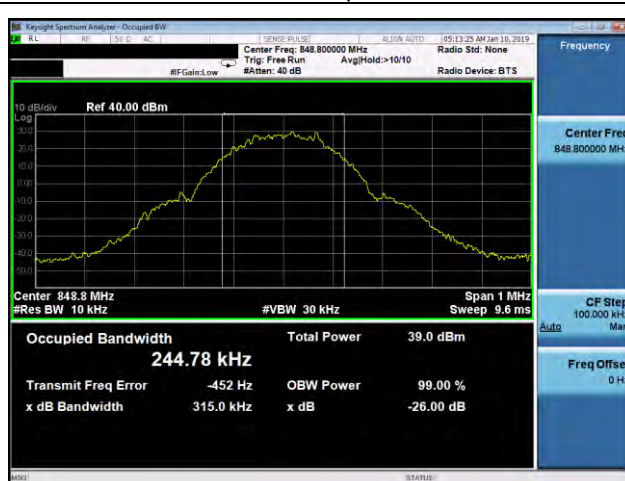 Keysight Spectrum Analyzer - Occupied BW
RL RF 50 Ω AC SENSE:PULSE ALIGN AUTO 05:13:25 AM Jan 10, 2019
Center Freq: 848.800000 MHz Radio Std: None
Trig: Free Run Avg|Hold:>10/10
#IFGain:Low #Atten: 40 dB Radio Device: BTS
Frequency
10 dB/div Ref 40.00 dBm
Log
30.0
20.0
10.0
0.00
-10.0
-20.0
-30.0
-40.0
-50.0
Center 848.8 MHz Span 1 MHz
#Res BW 10 kHz #VBW 30 kHz Sweep 9.6 ms
Occupied Bandwidth Total Power 39.0 dBm
244.78 kHz
Transmit Freq Error -452 Hz OBW Power 99.00 %
x dB Bandwidth 315.0 kHz x dB -26.00 dB
Center Freq
848.800000 MHz
CF Step
100.000 kHz
Auto Man
Freq Offset
0 Hz
MSG STATUS